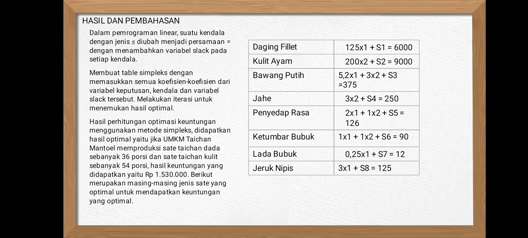 HASIL DAN PEMBAHASAN
Dalam pemrograman linear, suatu kendala
dengan jenis ≤ diubah menjadi persamaan =
dengan menambahkan variabel slack pada
setiap kendala.
Membuat table simpleks dengan
memasukkan semua koefisien-koefisien dari
variabel keputusan, kendala dan variabel
slack tersebut. Melakukan iterasi untuk
menemukan hasil optimal.
Hasil perhitungan optimasi keuntungan
menggunakan metode simpleks, didapatkan
hasil optimal yaitu jika UMKM Taichan
Mantoel memproduksi sate taichan dada
sebanyak 36 porsi dan sate taichan kulit
sebanyak 54 porsi, hasil keuntungan yang
didapatkan yaitu Rp 1.530.000. Berikut
merupakan masing-masing jenis sate yang
optimal untuk mendapatkan keuntungan
yang optimal.
Daging Fillet 125x1 + S1 = 6000
Kulit Ayam 200x2 + S2 = 9000
Bawang Putih 5,2x1 + 3x2 + S3
=375
Jahe 3x2 + S4 = 250
Penyedap Rasa 2x1 + 1x2 + S5 =
126
Ketumbar Bubuk 1x1 + 1x2 + S6 = 90
Lada Bubuk 0,25x1 + S7 = 12
Jeruk Nipis 3x1 + S8 = 125